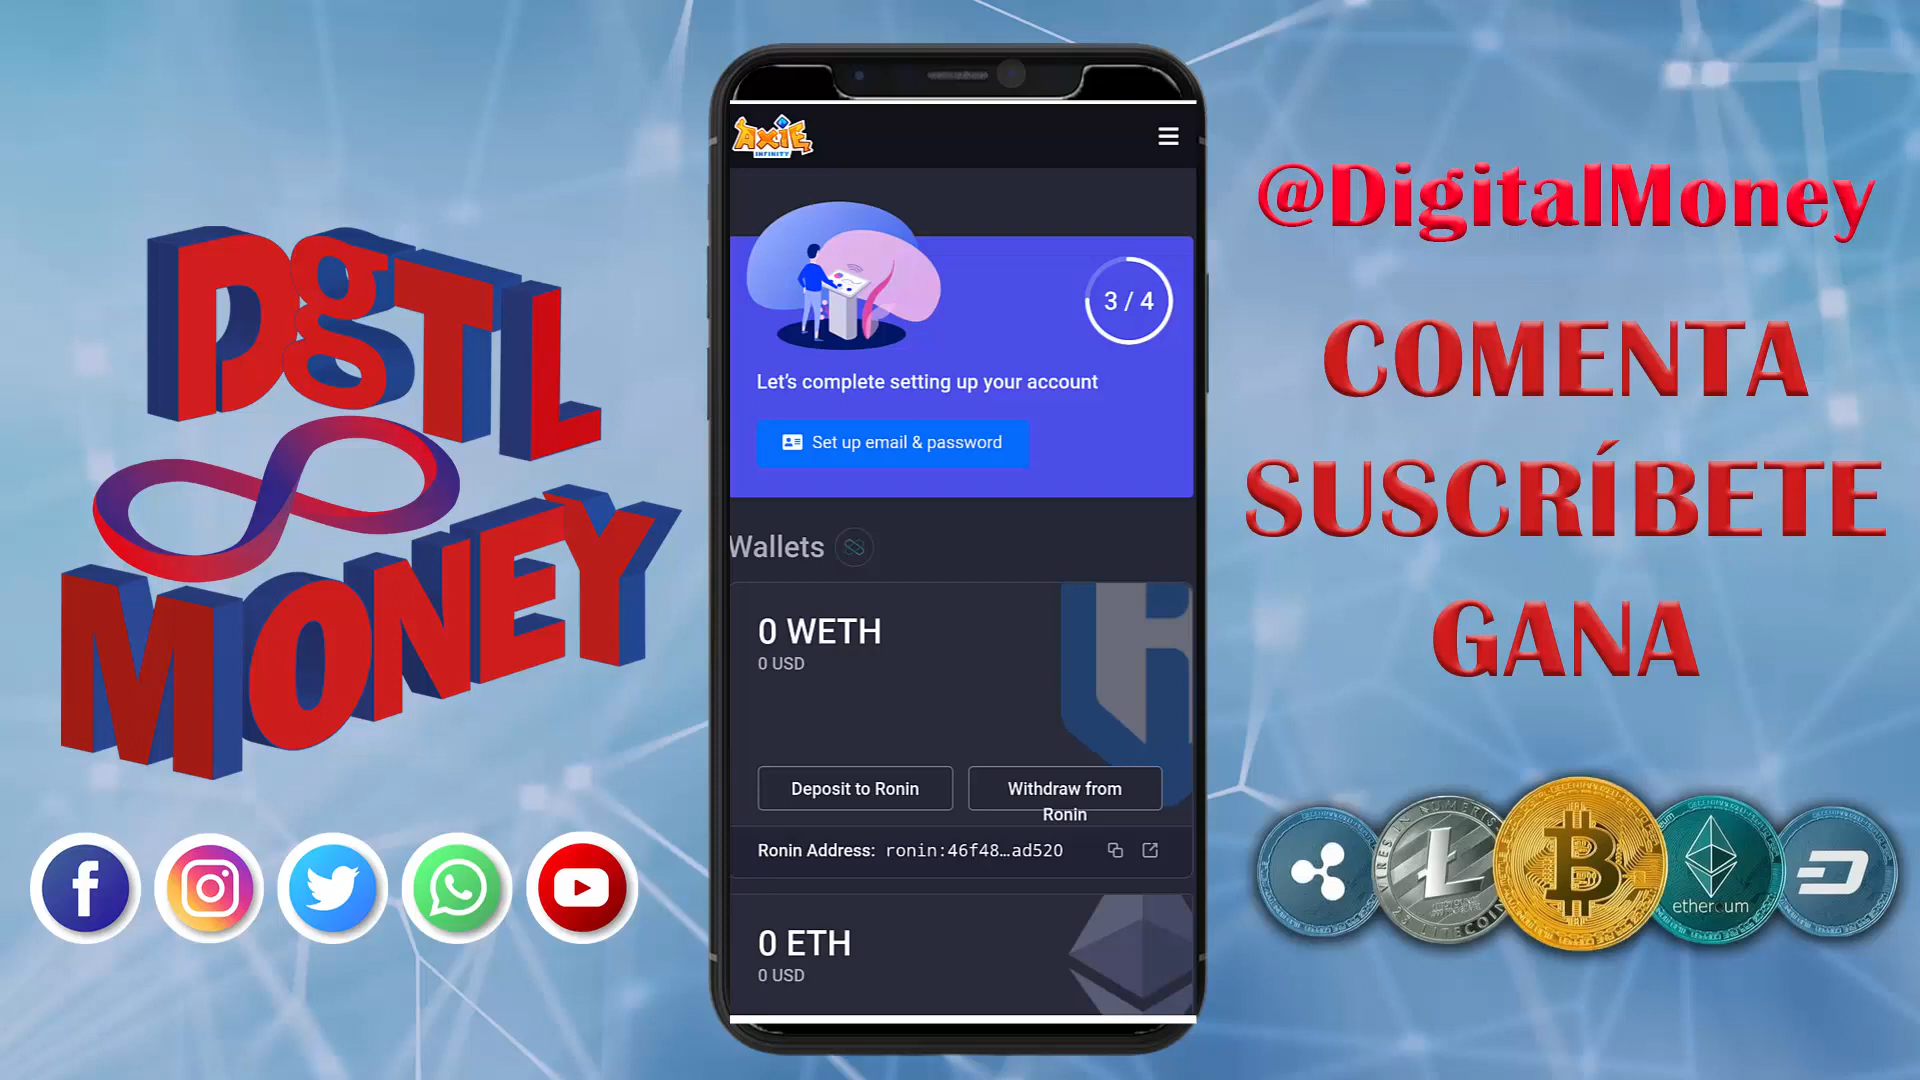 DgTL
MONEY
AXIE
INFINITY
3 / 4
Let's complete setting up your account
Set up email & password
Wallets
0 WETH
0 USD
Deposit to Ronin
Withdraw from
Ronin
Ronin Address: ronin:46f48...ad520
0 ETH
0 USD
@DigitalMoney
COMENTA
SUSCRÍBETE
GANA
LITECOIN
ethereum